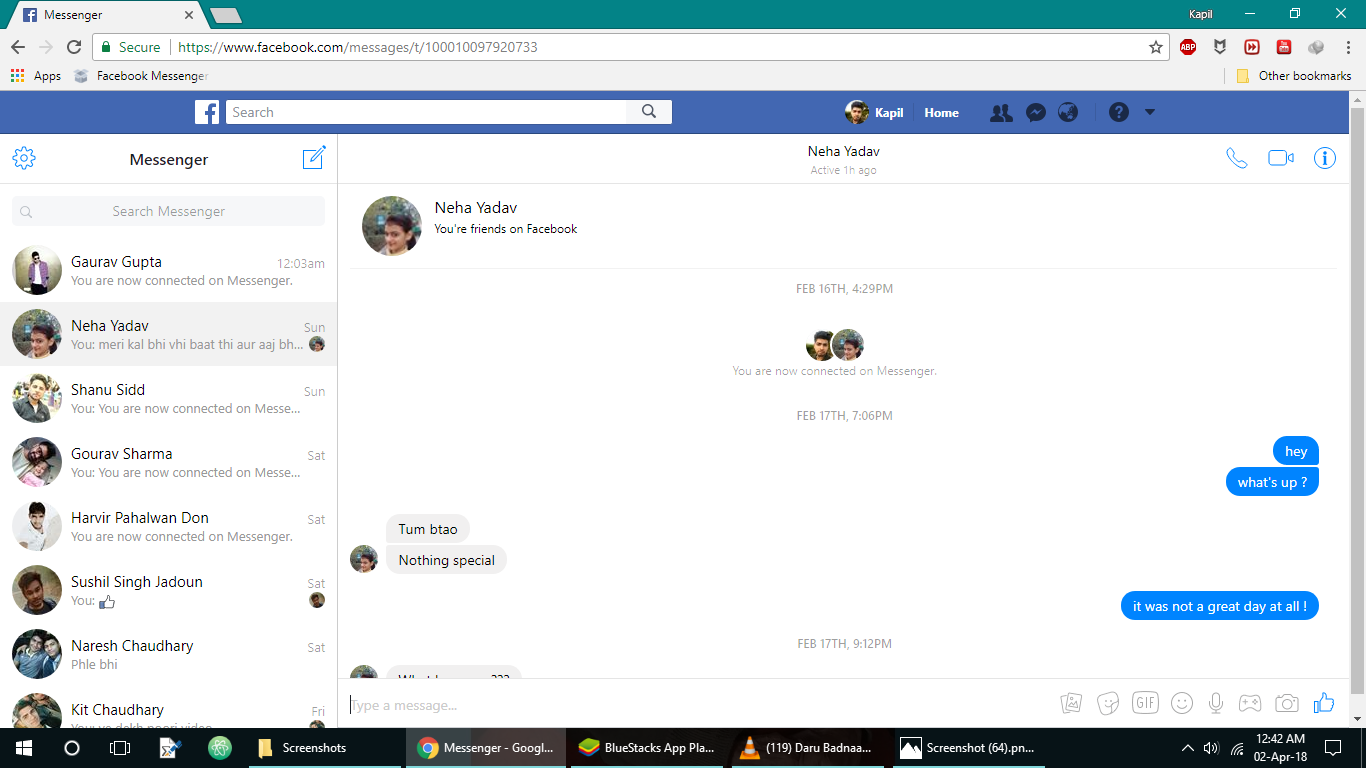 Messenger
Kapil
Secure
https://www.facebook.com/messages/t/100010097920733
ABP
Apps
Facebook Messenger
Other bookmarks
Search
Kapil
Home
Messenger
Search Messenger
Gaurav Gupta
12:03am
You are now connected on Messenger.
Neha Yadav
Sun
You: meri kal bhi vhi baat thi aur aaj bh...
Shanu Sidd
Sun
You: You are now connected on Messe...
Gourav Sharma
Sat
You: You are now connected on Messe...
Harvir Pahalwan Don
Sat
You are now connected on Messenger.
Sushil Singh Jadoun
Sat
You:
Naresh Chaudhary
Sat
Phle bhi
Kit Chaudhary
Fri
Neha Yadav
Active 1h ago
Neha Yadav
You're friends on Facebook
FEB 16TH, 4:29PM
You are now connected on Messenger.
FEB 17TH, 7:06PM
hey
what's up ?
Tum btao
Nothing special
it was not a great day at all !
FEB 17TH, 9:12PM
Type a message...
GIF
Screenshots
Messenger - Googl...
BlueStacks App Pla...
(119) Daru Badnaa...
Screenshot (64).pn...
12:42 AM
02-Apr-18